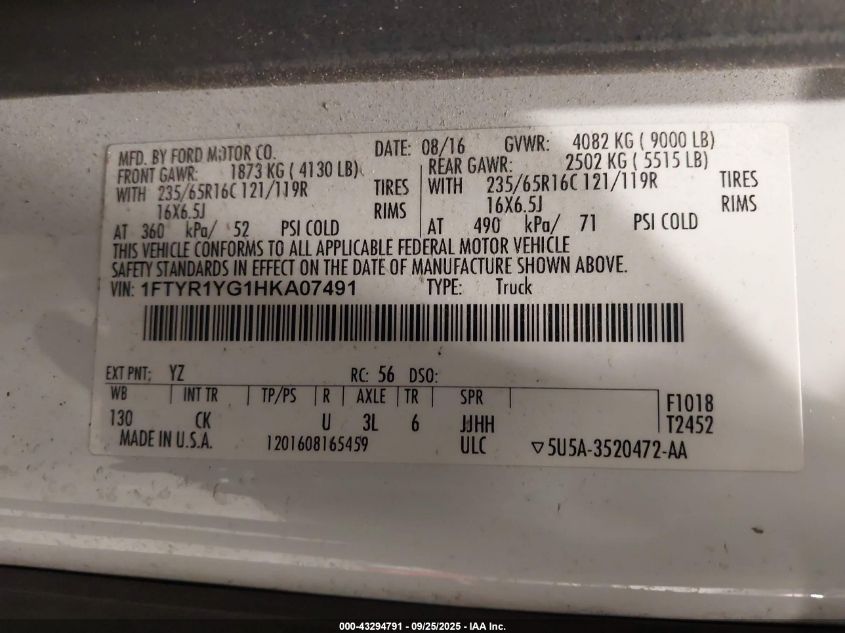 MFD. BY FORD MOTOR CO. DATE: 08/16 GVWR: 4082 KG ( 9000 LB)
FRONT GAWR: 1873 KG ( 4130 LB) REAR GAWR: 2502 KG ( 5515 LB)
WITH 235/65R16C 121/119R TIRES WITH 235/65R16C 121/119R TIRES
16X6.5J RIMS 16X6.5J RIMS
AT 360 kPa/ 52 PSI COLD AT 490 kPa/ 71 PSI COLD
THIS VEHICLE CONFORMS TO ALL APPLICABLE FEDERAL MOTOR VEHICLE
SAFETY STANDARDS IN EFFECT ON THE DATE OF MANUFACTURE SHOWN ABOVE.
VIN: 1FTYR1YG1HKA07491 TYPE: Truck
EXT PNT: YZ RC: 56 DSO:
WB INT TR TP/PS R AXLE TR SPR F1018
130 CK U 3L 6 JJHH T2452
MADE IN U.S.A. 1201608165459 ULC ▽5U5A-3520472-AA
000-43294791 - 09/25/2025 - IAA Inc.